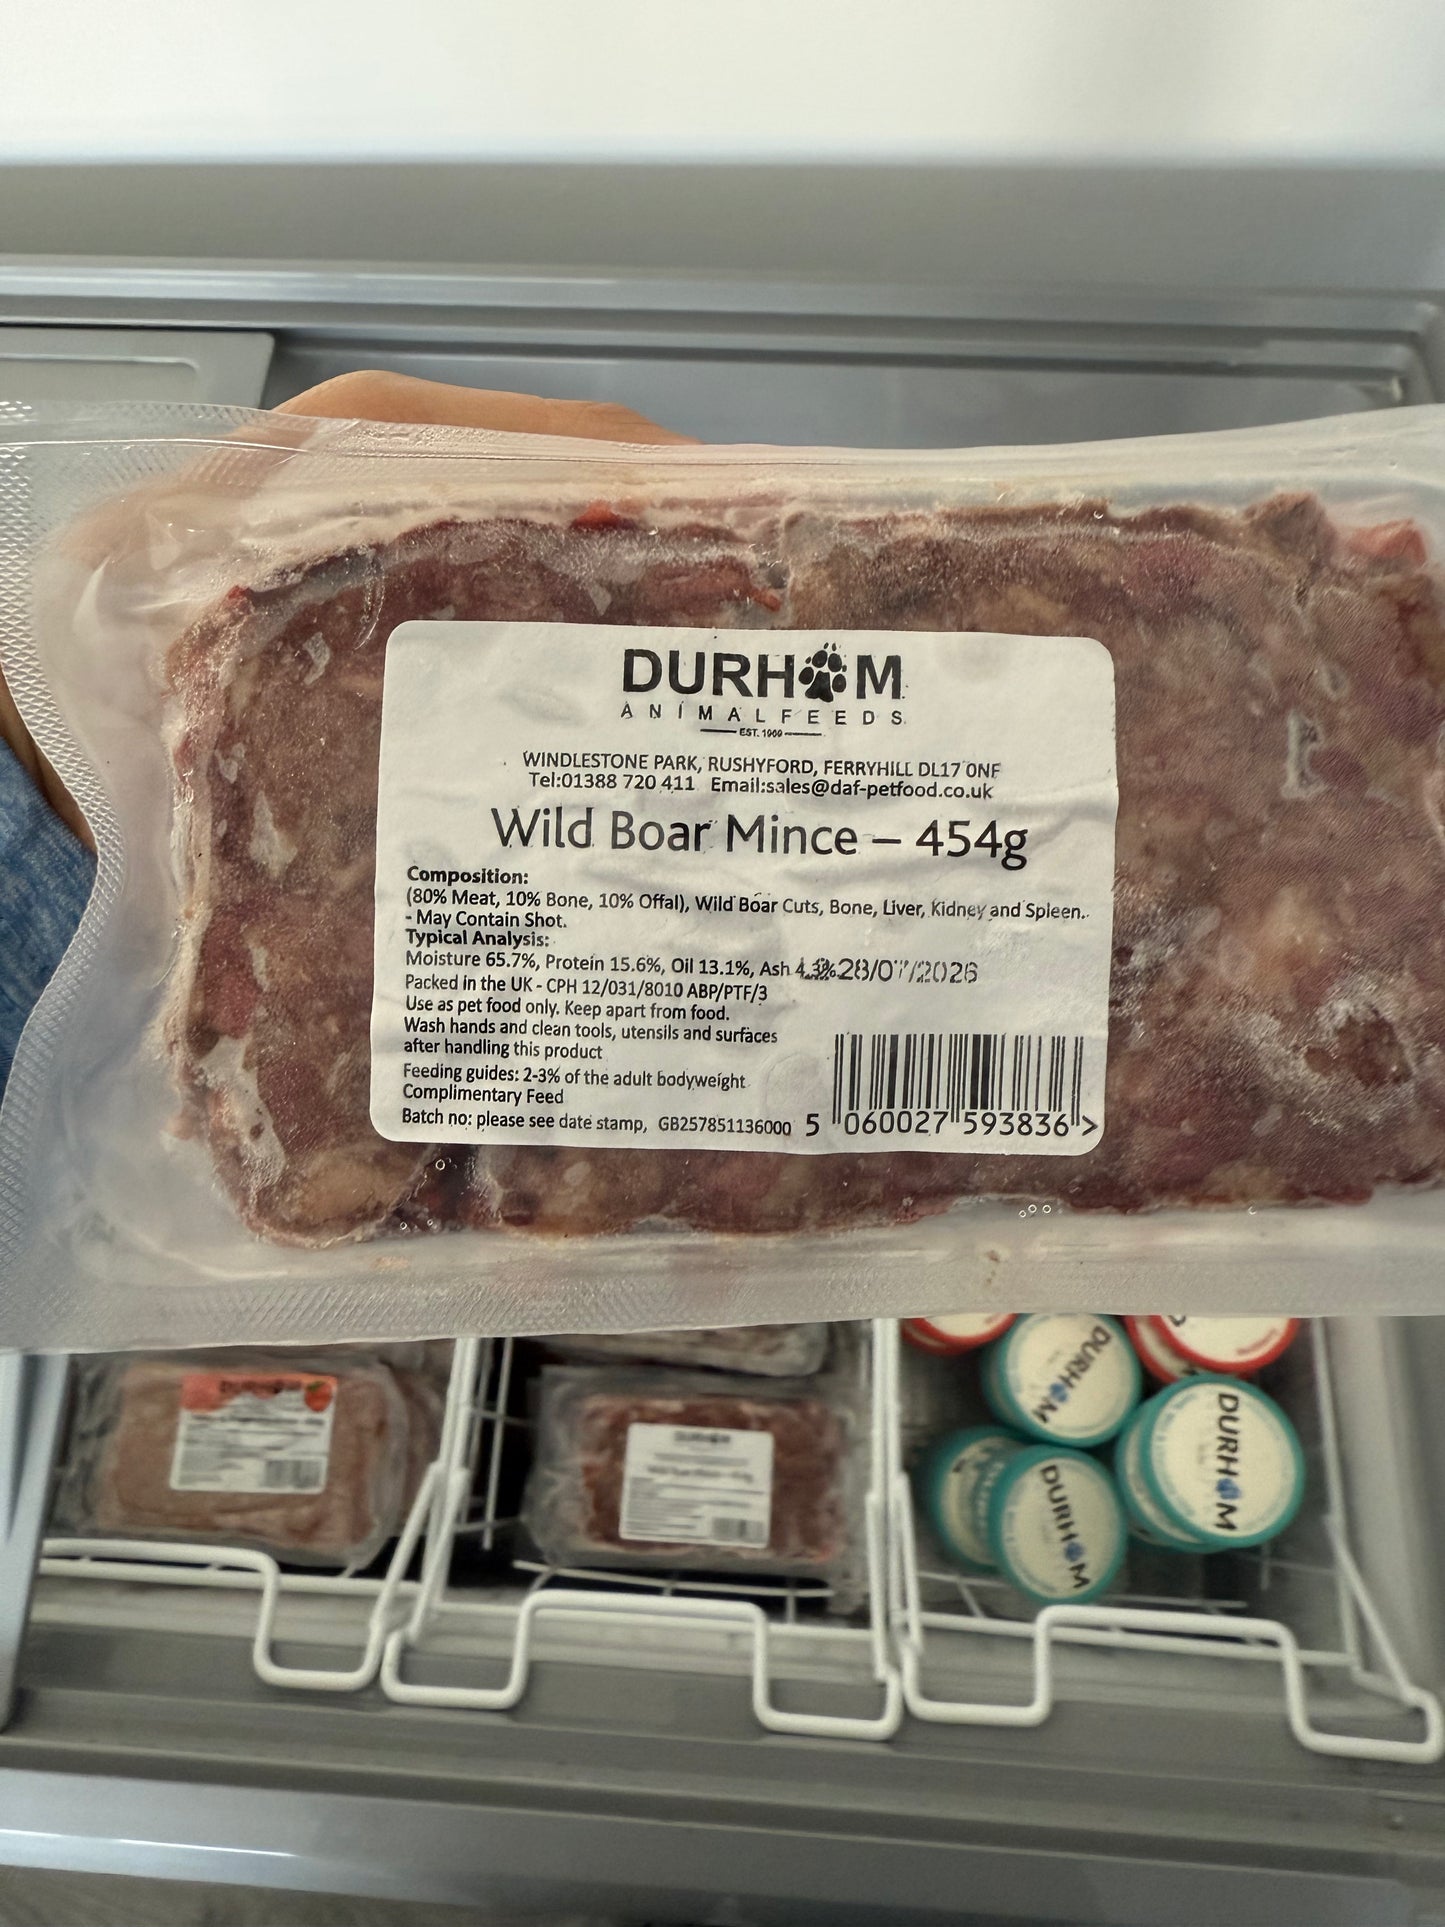 DURHAM
ANIMALFEEDS
EST. 1969
WINDLESTONE PARK, RUSHYFORD, FERRYHILL DL17 0NF
Tel:01388 720 411 Email:sales@daf-petfood.co.uk
Wild Boar Mince – 454g
Composition:
(80% Meat, 10% Bone, 10% Offal), Wild Boar Cuts, Bone, Liver, Kidney and Spleen.
- May Contain Shot.
Typical Analysis:
Moisture 65.7%, Protein 15.6%, Oil 13.1%, Ash 4.3% 28/07/2026
Packed in the UK - CPH 12/031/8010 ABP/PTF/3
Use as pet food only. Keep apart from food.
Wash hands and clean tools, utensils and surfaces
after handling this product
Feeding guides: 2-3% of the adult bodyweight
Complimentary Feed
Batch no: please see date stamp, GB257851136000
5 060027 593836 >
DURHAM
DURHAM
DURHAM
DURHAM
DURHAM